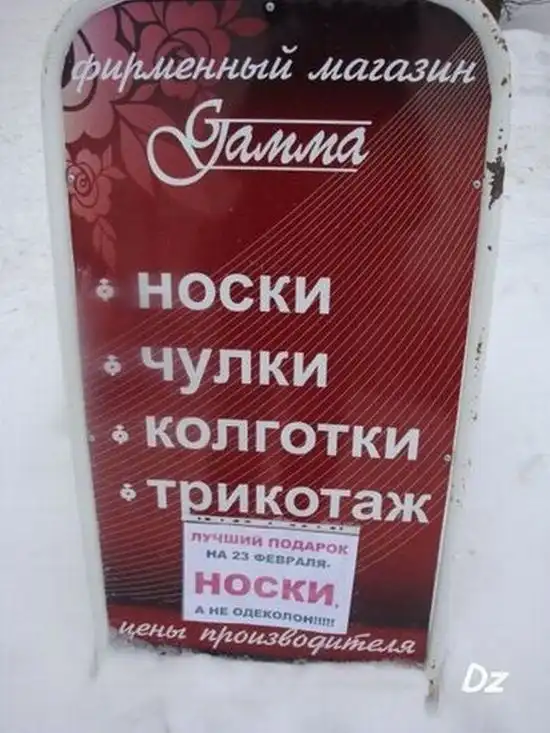 фирменный магазин
Гамма
носки
чулки
колготки
трикотаж
ЛУЧШИЙ ПОДАРОК
НА 23 ФЕВРАЛЯ-
НОСКИ,
А НЕ ОДЕКОЛОН!!!!!
цены производителя
Dz